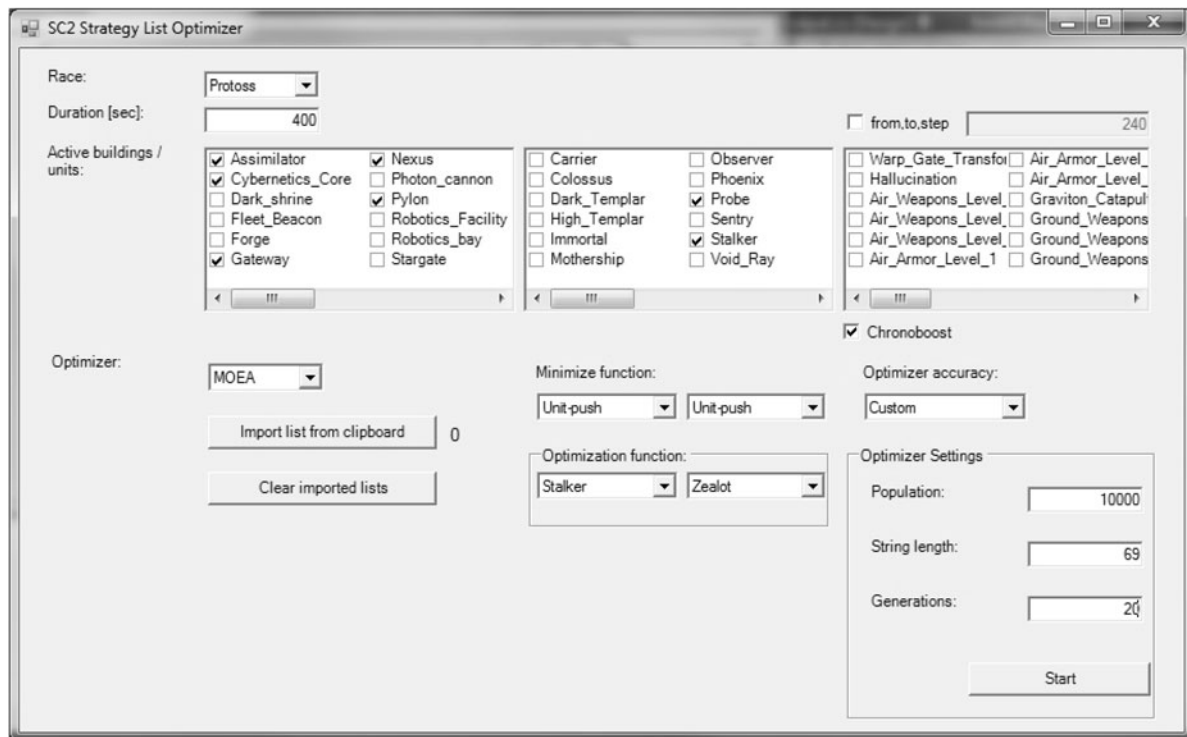 SC2 Strategy List Optimizer
Race:
Protoss
Duration [sec]:
400
from,to,step
240
Active buildings /
units:
Assimilator Nexus
Cybernetics_Core Photon_cannon
Dark_shrine Pylon
Fleet_Beacon Robotics_Facility
Forge Robotics_bay
Gateway Stargate
Carrier Observer
Colossus Phoenix
Dark_Templar Probe
High_Templar Sentry
Immortal Stalker
Mothership Void_Ray
Warp_Gate_Transfor Air_Armor_Level_
Hallucination Air_Armor_Level_
Air_Weapons_Level_ Graviton_Catapul
Air_Weapons_Level_ Ground_Weapons
Air_Weapons_Level_ Ground_Weapons
Air_Armor_Level_1 Ground_Weapons
Chronoboost
Optimizer:
MOEA
Import list from clipboard 0
Clear imported lists
Minimize function:
Unit-push Unit-push
Optimization function:
Stalker Zealot
Optimizer accuracy:
Custom
Optimizer Settings
Population:
10000
String length:
69
Generations:
20
Start